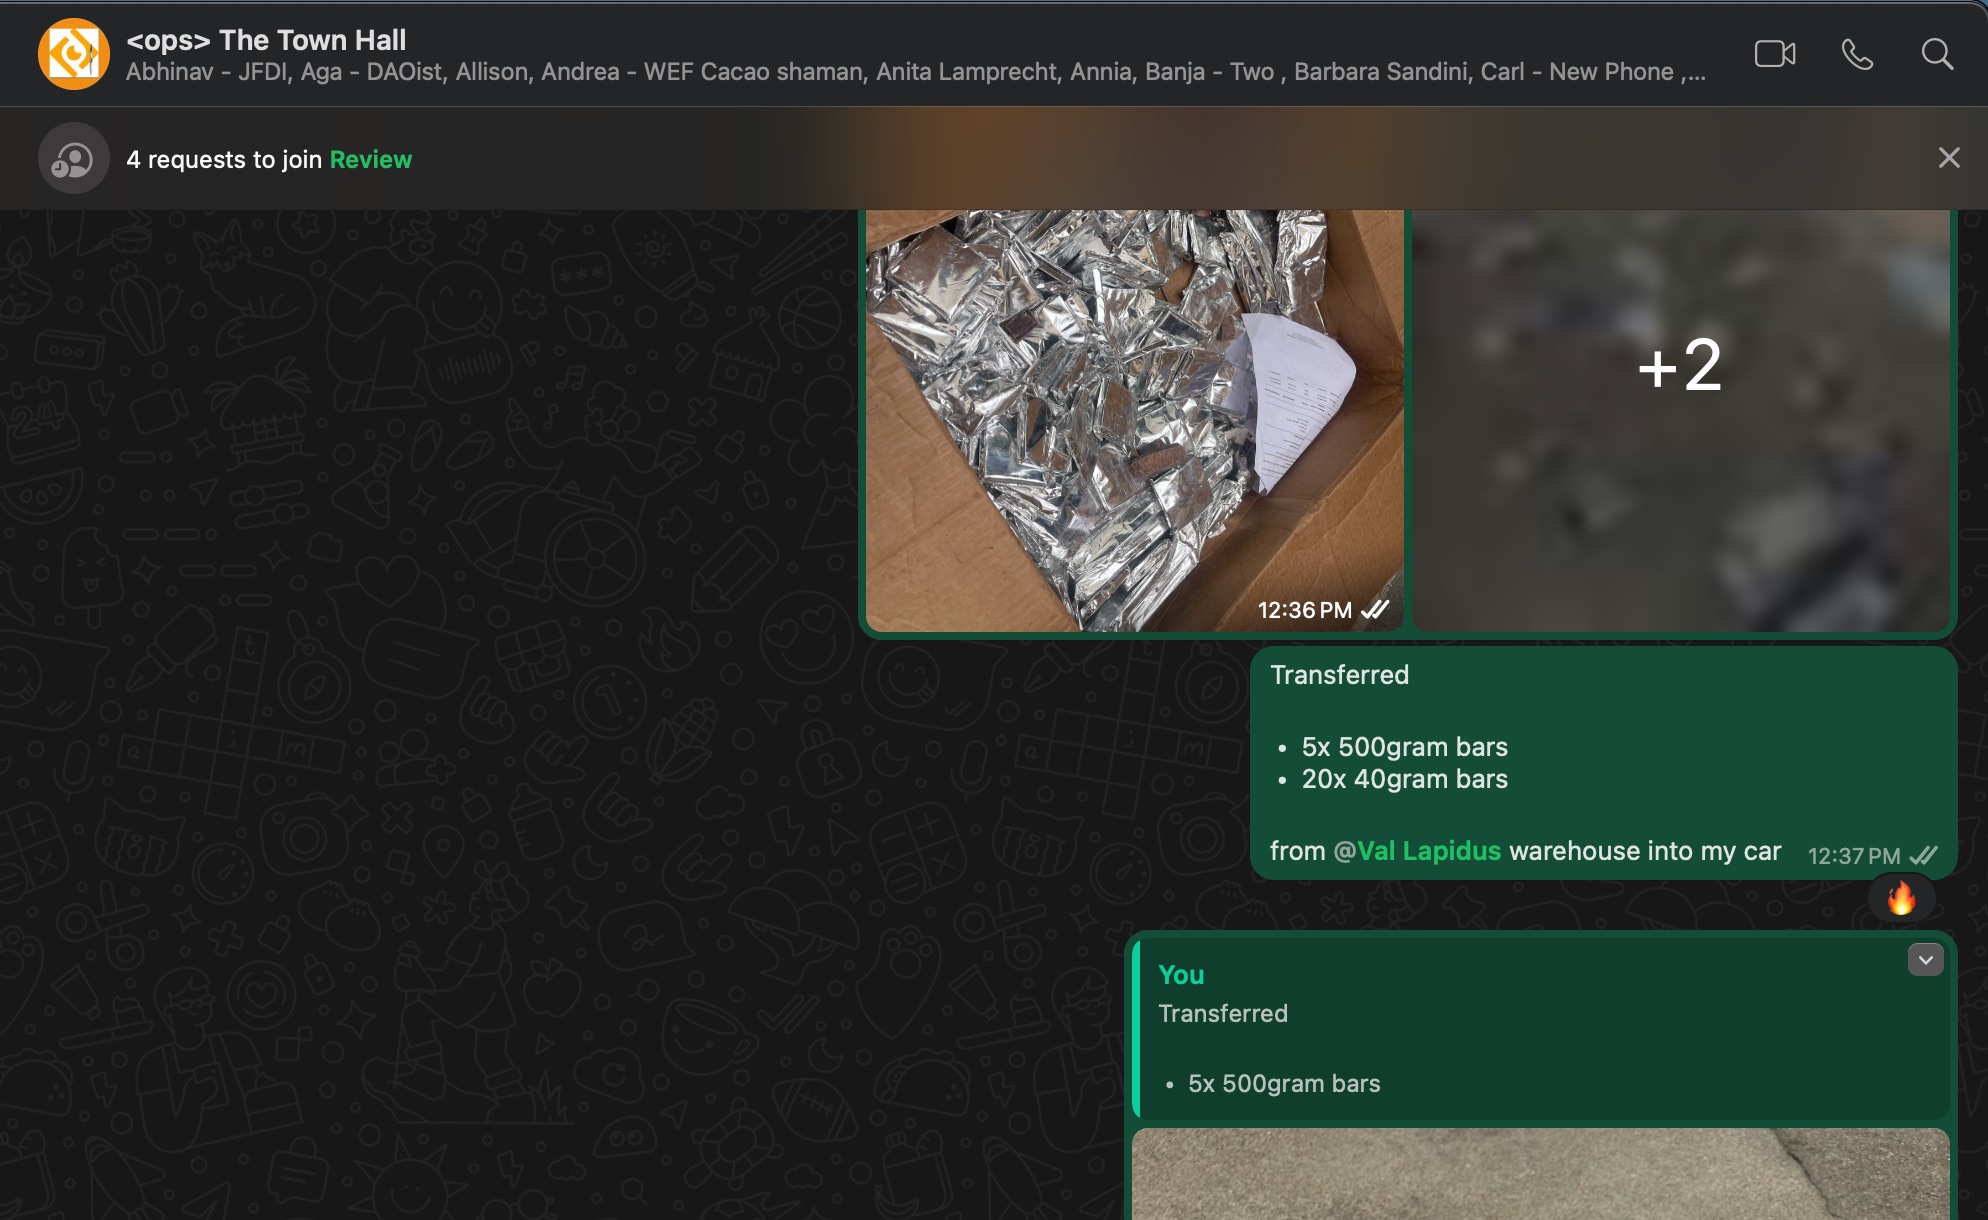 <ops> The Town Hall
Abhinav - JFDI, Aga - DAOist, Allison, Andrea - WEF Cacao shaman, Anita Lamprecht, Annia, Banja - Two , Barbara Sandini, Carl - New Phone ,...
4 requests to join Review
+2
12:36 PM
Transferred
• 5x 500gram bars
• 20x 40gram bars
from @Val Lapidus warehouse into my car 12:37 PM
You
Transferred
• 5x 500gram bars